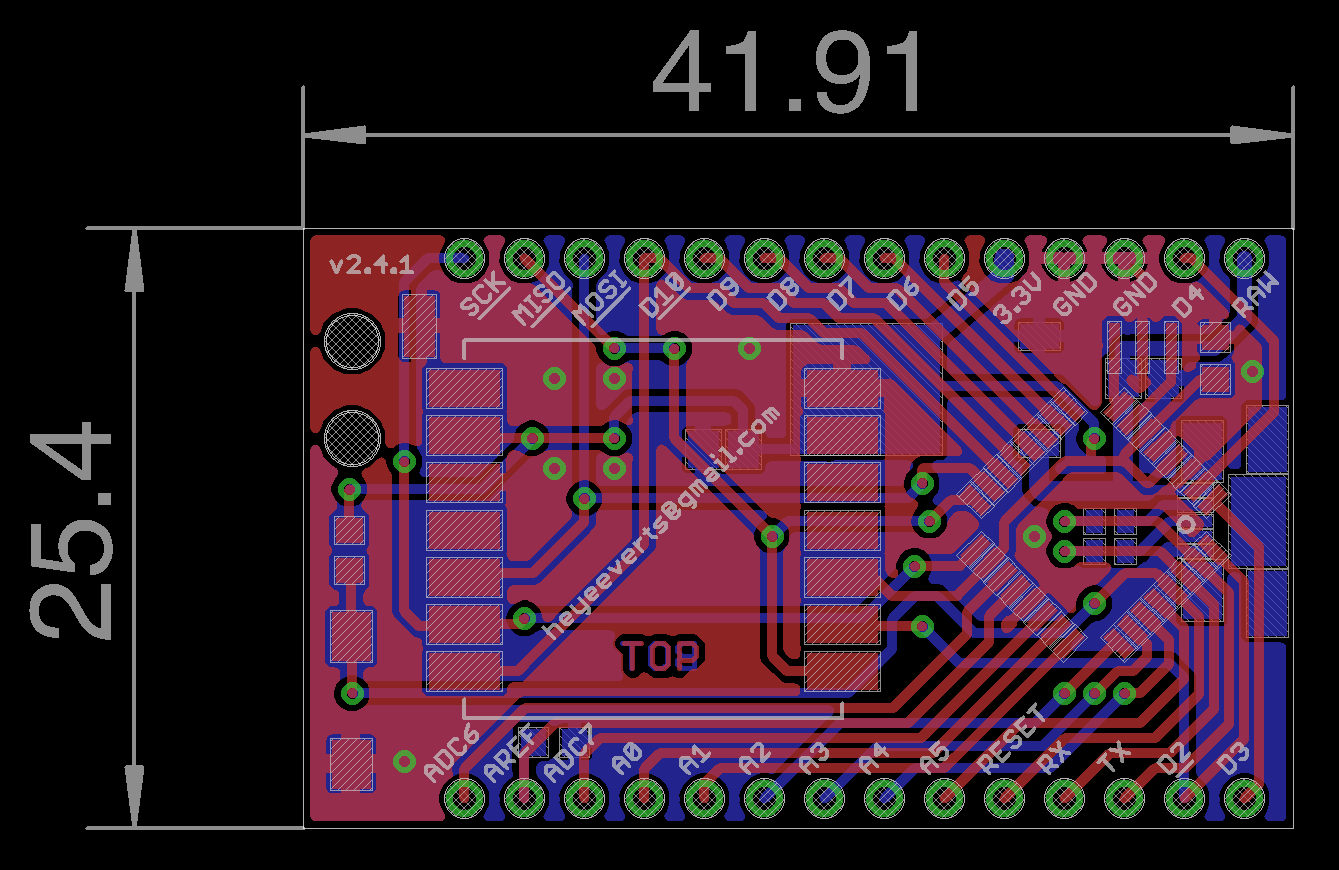 41.91
25.4
v2.4.1
SCK
MISO
MOSI
D10
D9
D8
D7
D6
D5
3.3V
GND
GND
D4
RAW
heyeeverts@gmail.com
TOP
ADC6
AREF
ADC7
A0
A1
A2
A3
A4
A5
RESET
RX
TX
D2
D3